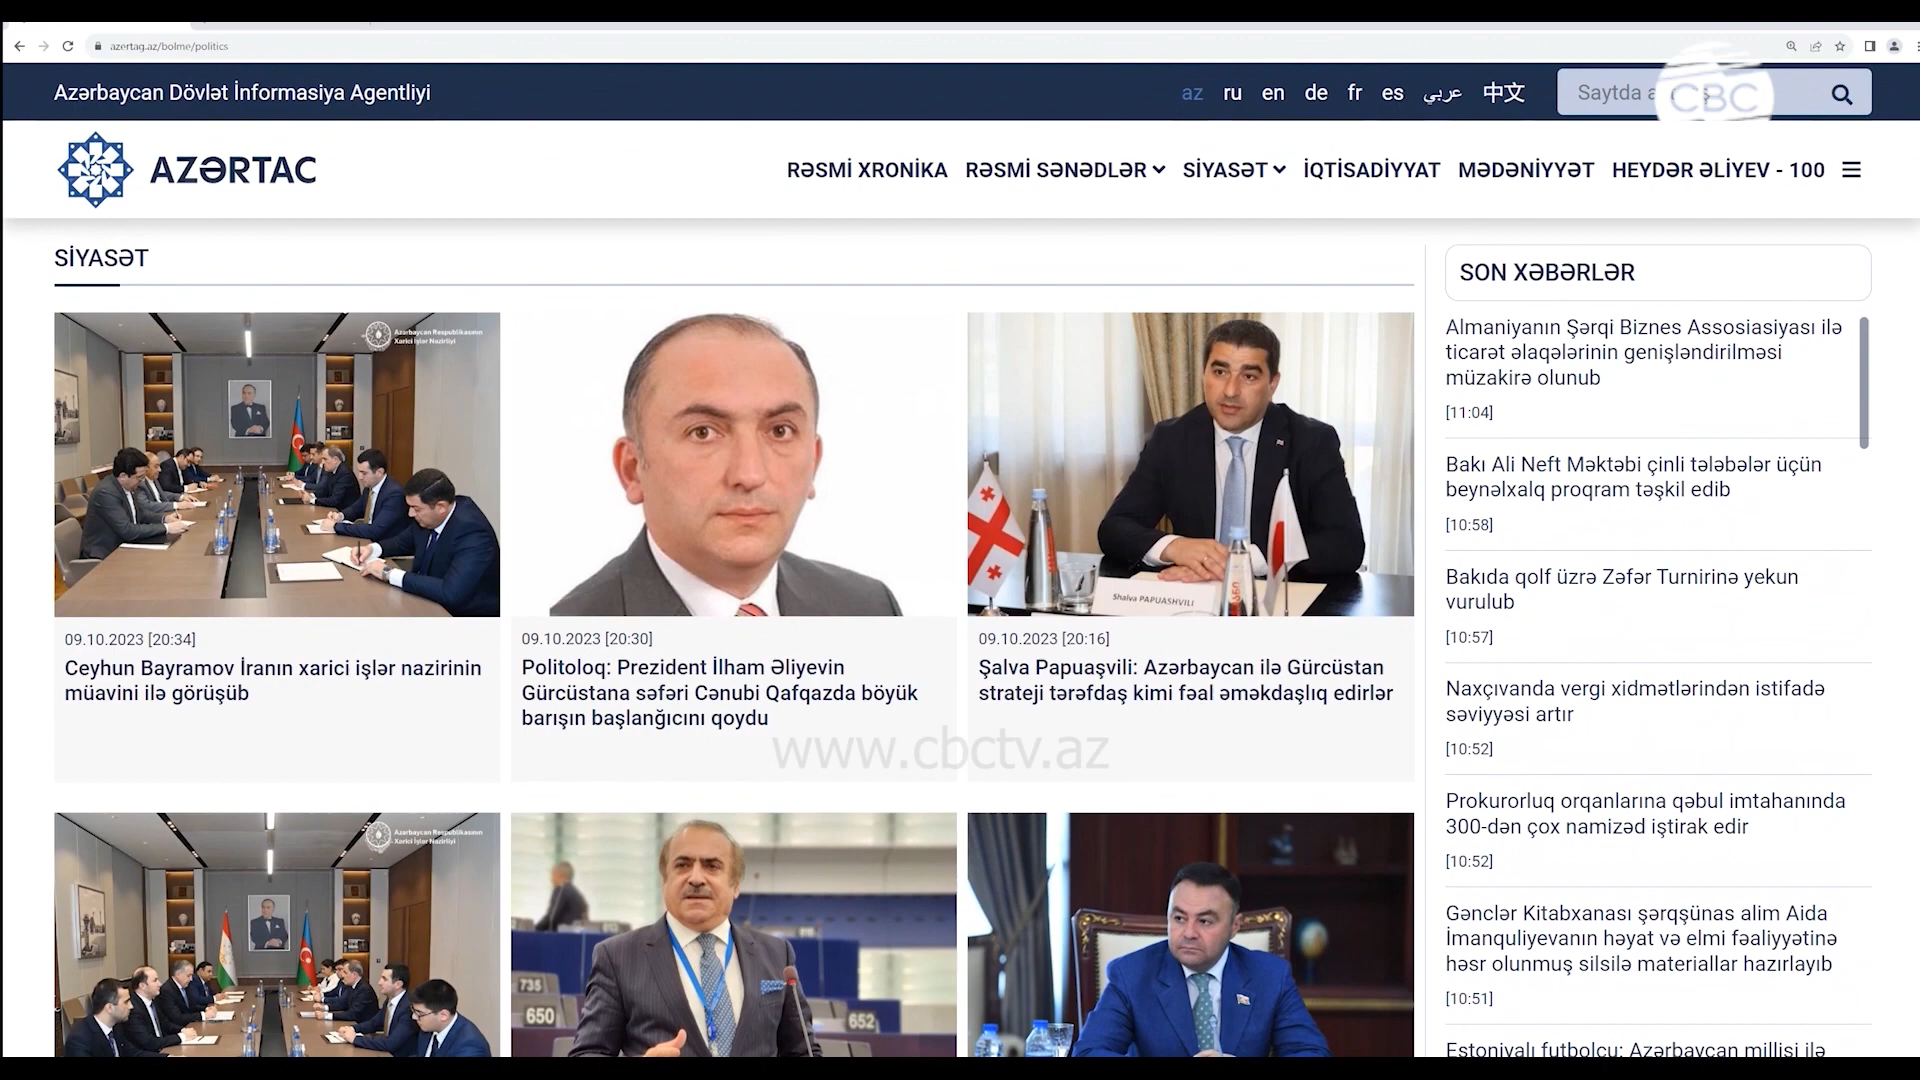 azertag.az/bolme/politics
Azərbaycan Dövlət İnformasiya Agentliyi
az ru en de fr es عربي 中文
Saytda
CBC
AZƏRTAC
RƏSMİ XRONİKA RƏSMİ SƏNƏDLƏR SİYASƏT İQTİSADİYYAT MƏDƏNİYYƏT HEYDƏR ƏLİYEV - 100
SİYASƏT
Azərbaycan Respublikasının
Xarici İşlər Nazirliyi
09.10.2023 [20:34]
Ceyhun Bayramov İranın xarici işlər nazirinin
müavini ilə görüşüb
09.10.2023 [20:30]
Politoloq: Prezident İlham Əliyevin
Gürcüstana səfəri Cənubi Qafqazda böyük
barışın başlanğıcını qoydu
Shalva PAPUASHVILI
09.10.2023 [20:16]
Şalva Papuaşvili: Azərbaycan ilə Gürcüstan
strateji tərəfdaş kimi fəal əməkdaşlıq edirlər
www.cbctv.az
Azərbaycan Respublikasının
Xarici İşlər Nazirliyi
735
650
652
SON XƏBƏRLƏR
Almaniyanın Şərqi Biznes Assosiasiyası ilə
ticarət əlaqələrinin genişləndirilməsi
müzakirə olunub
[11:04]
Bakı Ali Neft Məktəbi çinli tələbələr üçün
beynəlxalq proqram təşkil edib
[10:58]
Bakıda qolf üzrə Zəfər Turnirinə yekun
vurulub
[10:57]
Naxçıvanda vergi xidmətlərindən istifadə
səviyyəsi artır
[10:52]
Prokurorluq orqanlarına qəbul imtahanında
300-dən çox namizəd iştirak edir
[10:52]
Gənclər Kitabxanası şərqşünas alim Aida
İmanquliyevanın həyat və elmi fəaliyyətinə
həsr olunmuş silsilə materiallar hazırlayıb
[10:51]
Estoniyalı futbolçu: Azərbaycan millisi ilə